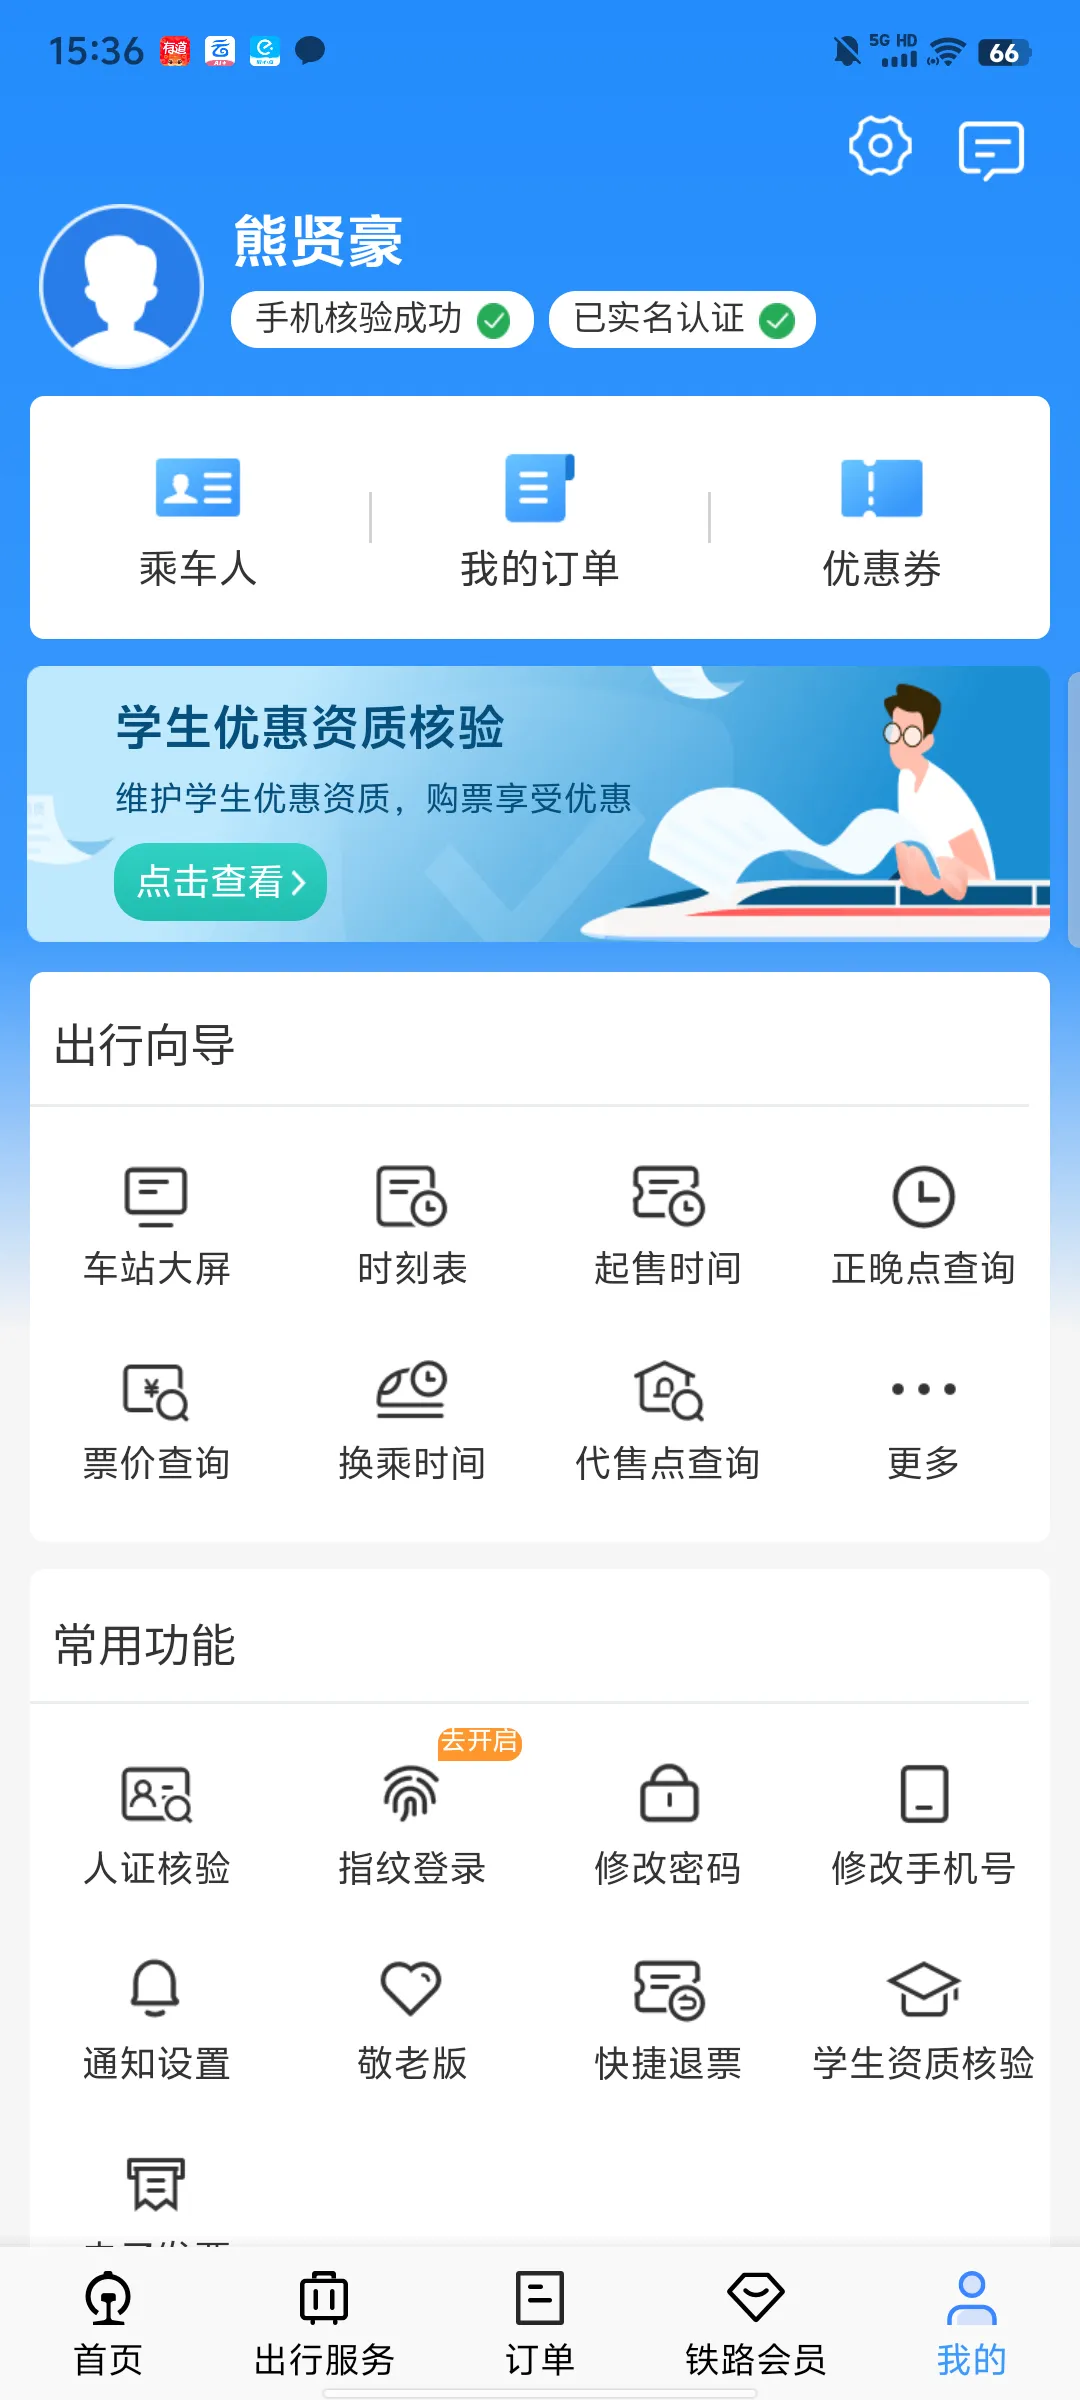 15:36
有道
云
AI+
5G HD
66
熊贤豪
手机核验成功
已实名认证
乘车人
我的订单
优惠券
学生优惠资质核验
维护学生优惠资质，购票享受优惠
点击查看
出行向导
车站大屏
时刻表
起售时间
正晚点查询
票价查询
换乘时间
代售点查询
更多
常用功能
去开启
人证核验
指纹登录
修改密码
修改手机号
通知设置
敬老版
快捷退票
学生资质核验
首页
出行服务
订单
铁路会员
我的